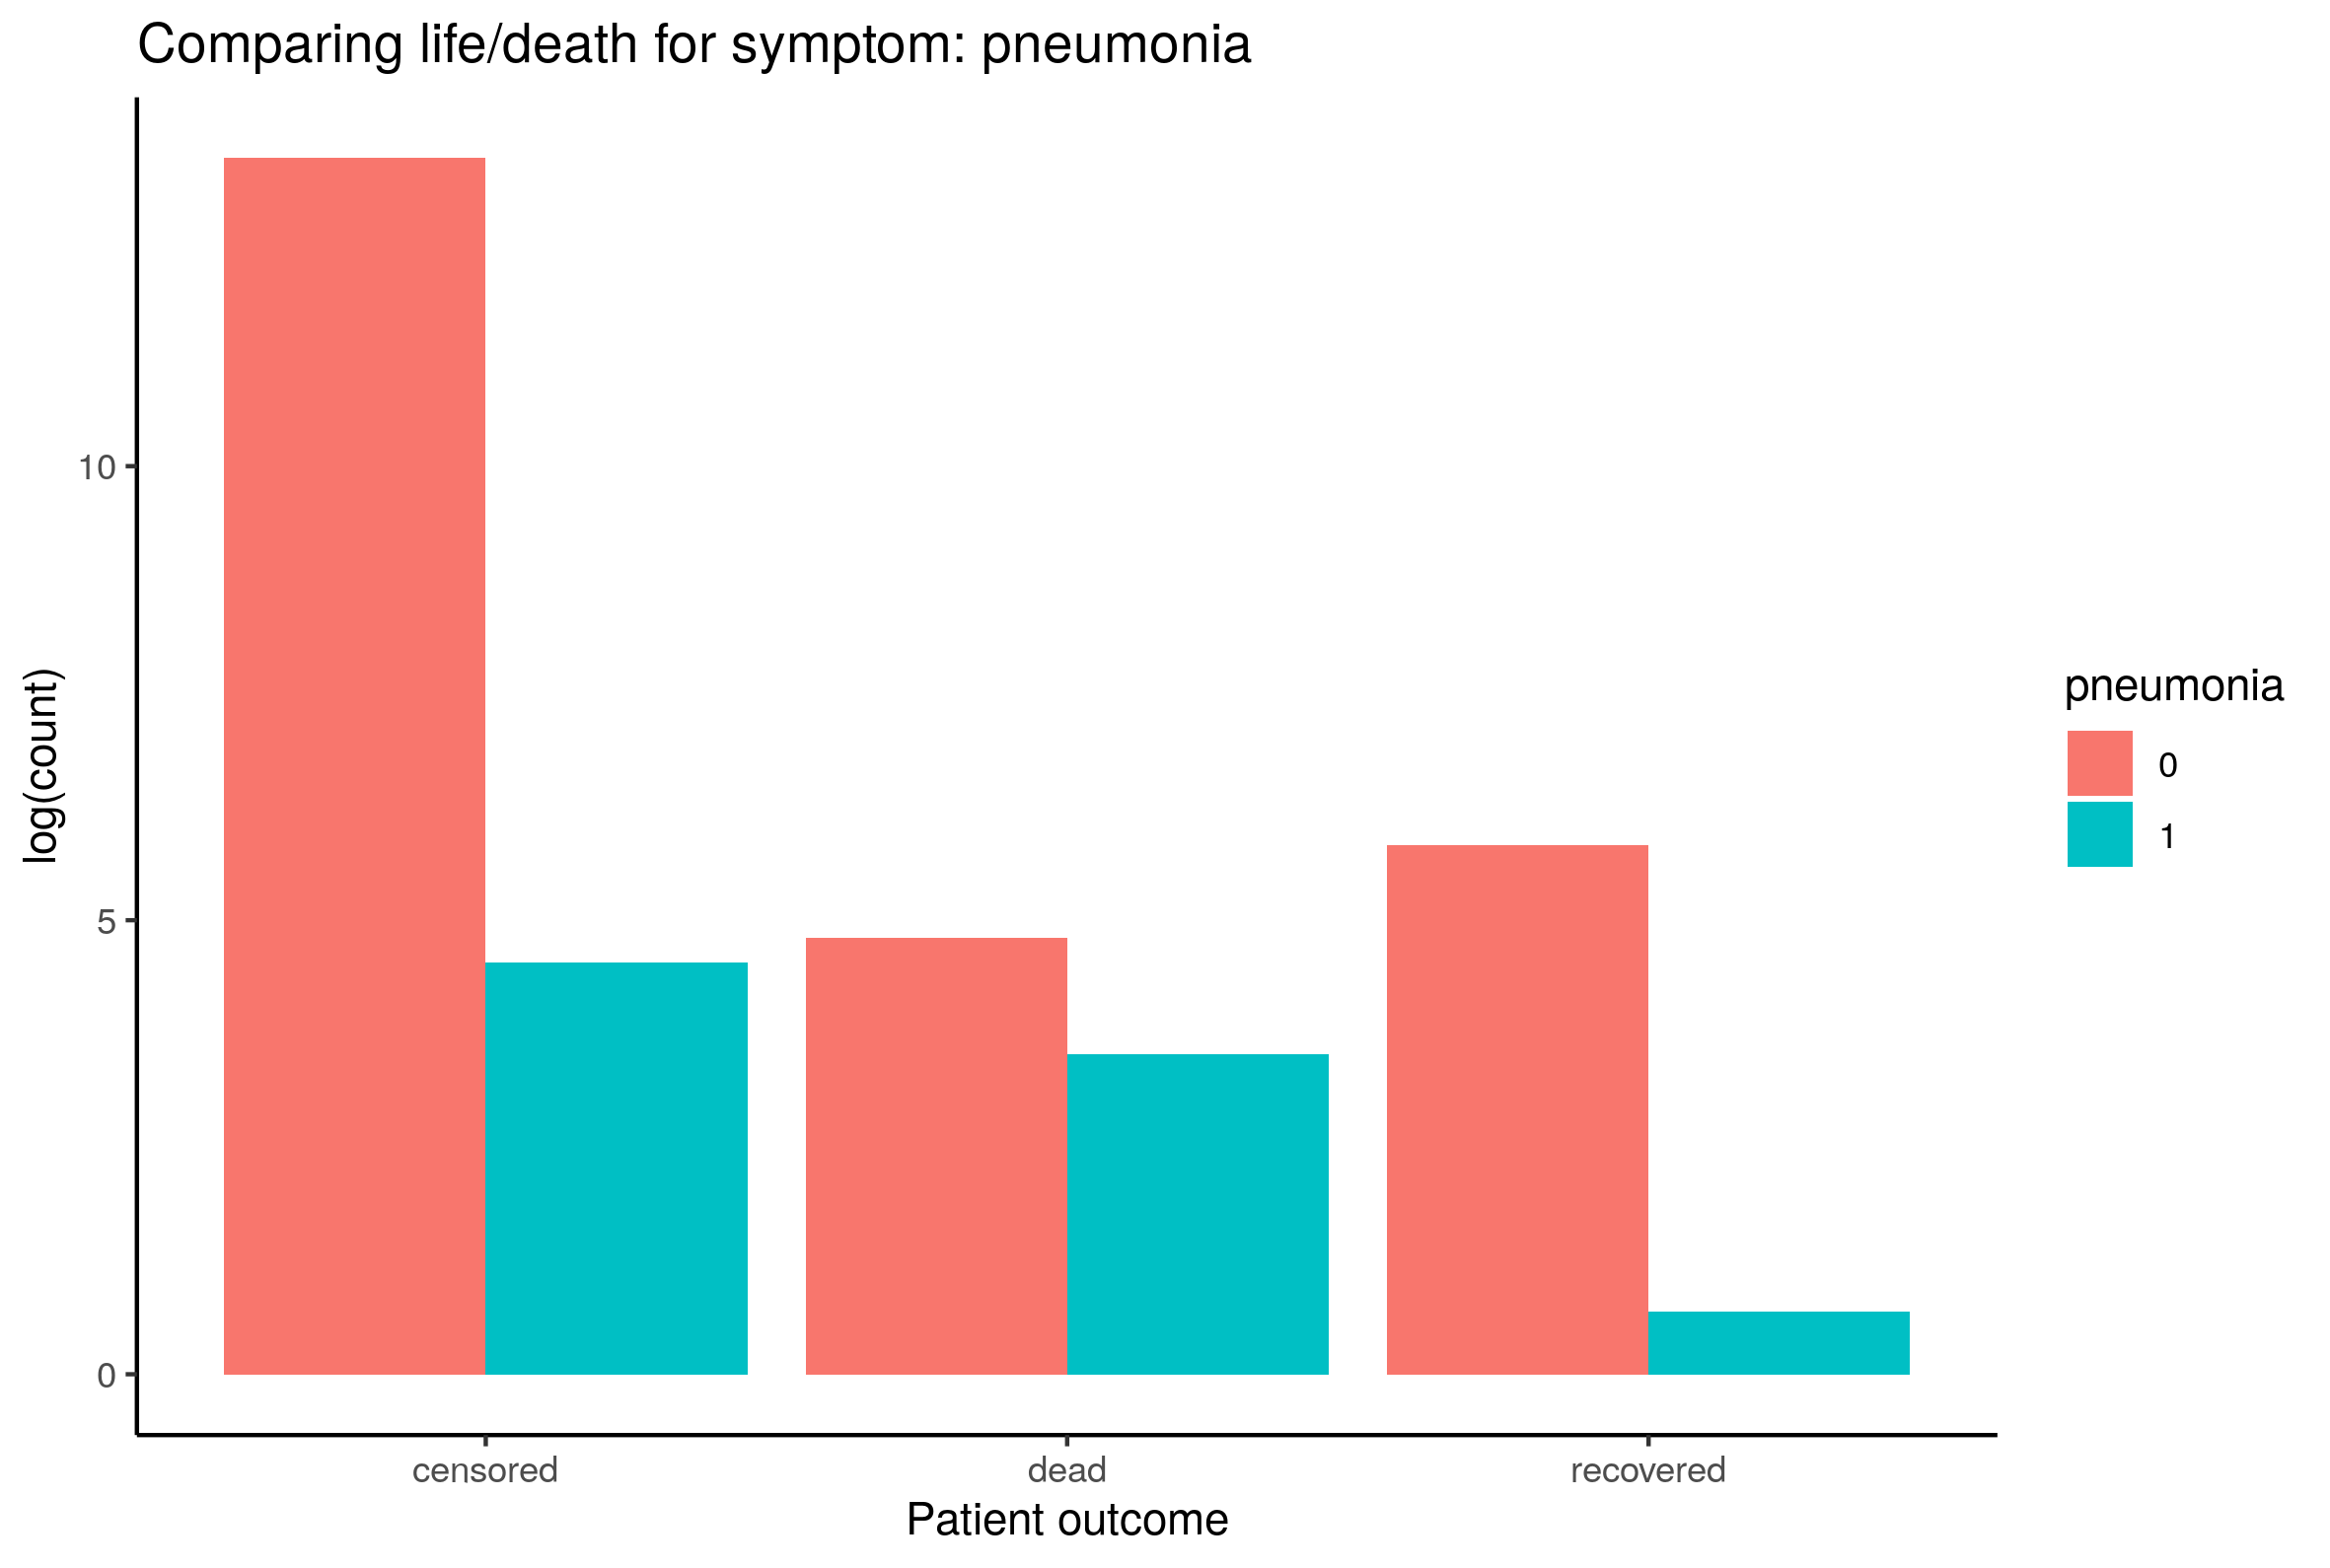 Comparing life/death for symptom: pneumonia
log(count)
10
5
0
censored
dead
recovered
Patient outcome
pneumonia
0
1